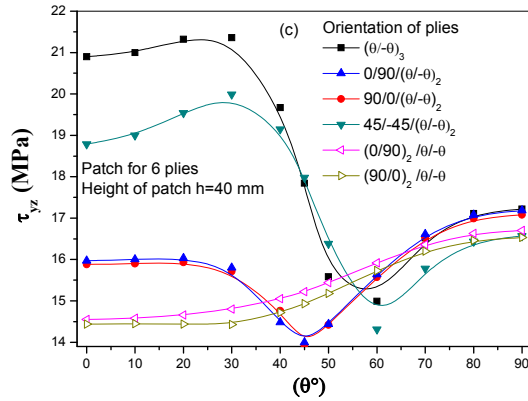 (c)
Orientation of plies
(θ/-θ)₃
0/90/(θ/-θ)₂
90/0/(θ/-θ)₂
45/-45/(θ/-θ)₂
(0/90)₂ /θ/-θ
(90/0)₂ /θ/-θ
Patch for 6 plies
Height of patch h=40 mm
τyz (MPa)
22
21
20
19
18
17
16
15
14
0 10 20 30 40 50 60 70 80 90
(θ°)